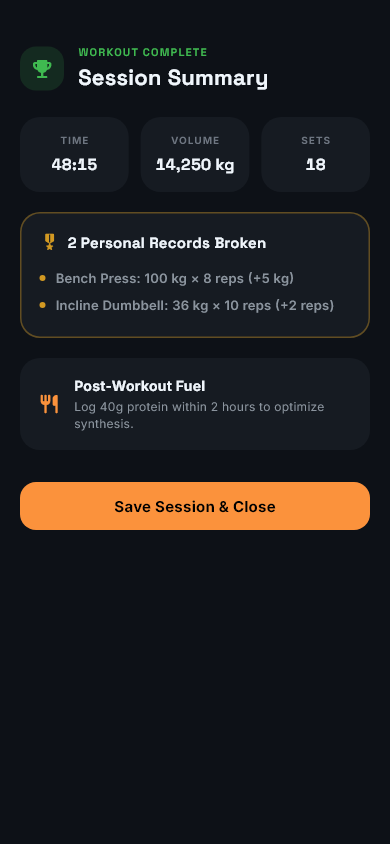 WORKOUT COMPLETE
Session Summary
TIME
48:15
VOLUME
14,250 kg
SETS
18
2 Personal Records Broken
Bench Press: 100 kg × 8 reps (+5 kg)
Incline Dumbbell: 36 kg × 10 reps (+2 reps)
Post-Workout Fuel
Log 40g protein within 2 hours to optimize
synthesis.
Save Session & Close